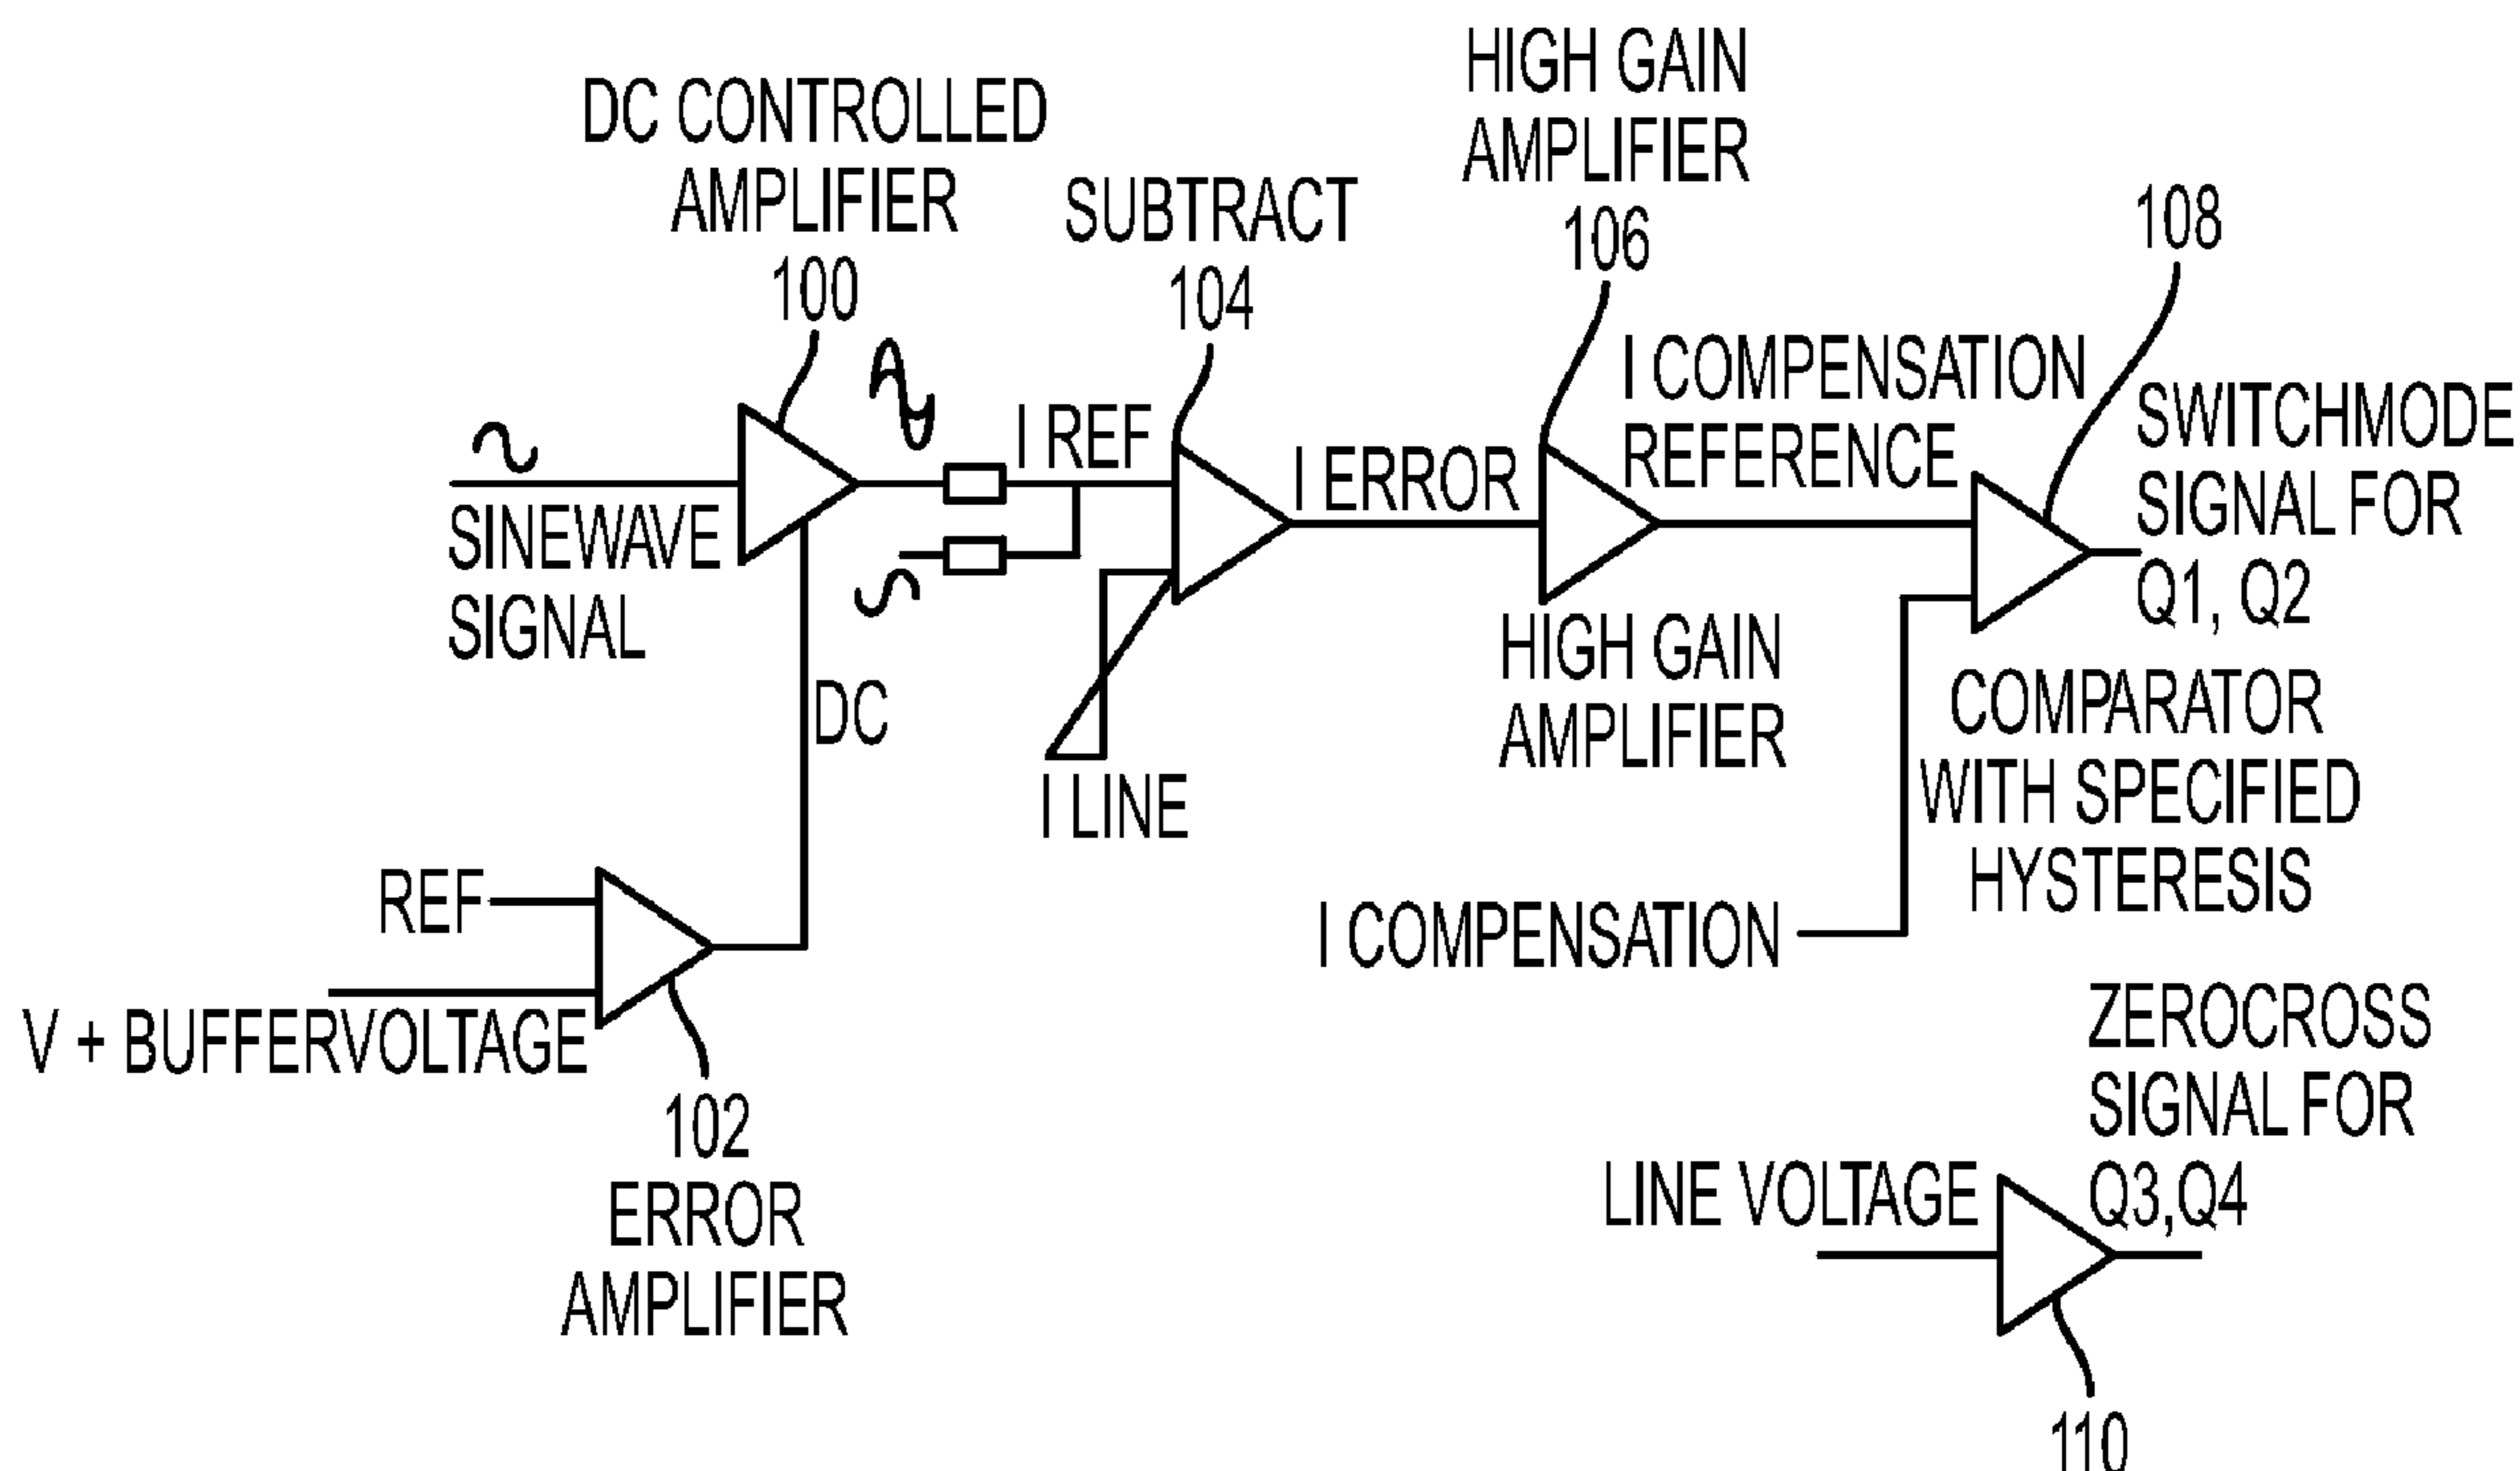 DC CONTROLLED
AMPLIFIER
100
SUBTRACT
104
HIGH GAIN
AMPLIFIER
106
108
I REF
I ERROR
I COMPENSATION
REFERENCE
SWITCHMODE
SIGNAL FOR
Q1, Q2
SINEWAVE
SIGNAL
DC
I LINE
HIGH GAIN
AMPLIFIER
COMPARATOR
WITH SPECIFIED
HYSTERESIS
REF
V + BUFFERVOLTAGE
102
ERROR
AMPLIFIER
I COMPENSATION
ZEROCROSS
SIGNAL FOR
Q3,Q4
LINE VOLTAGE
110